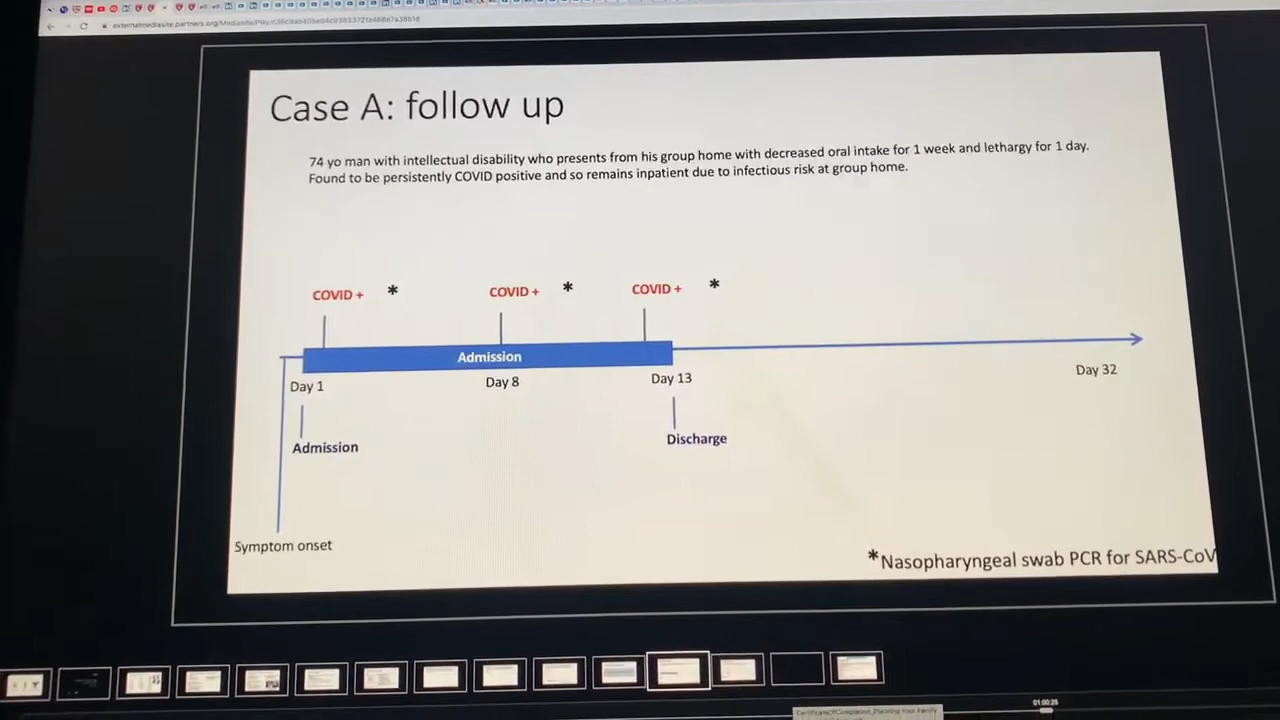 Case A: follow up
74 yo man with intellectual disability who presents from his group home with decreased oral intake for 1 week and lethargy for 1 day.
Found to be persistently COVID positive and so remains inpatient due to infectious risk at group home.
COVID + *
COVID + *
COVID + *
Admission
Day 1
Day 8
Day 13
Day 32
Admission
Discharge
Symptom onset
*Nasopharyngeal swab PCR for SARS-CoV
01:00:25